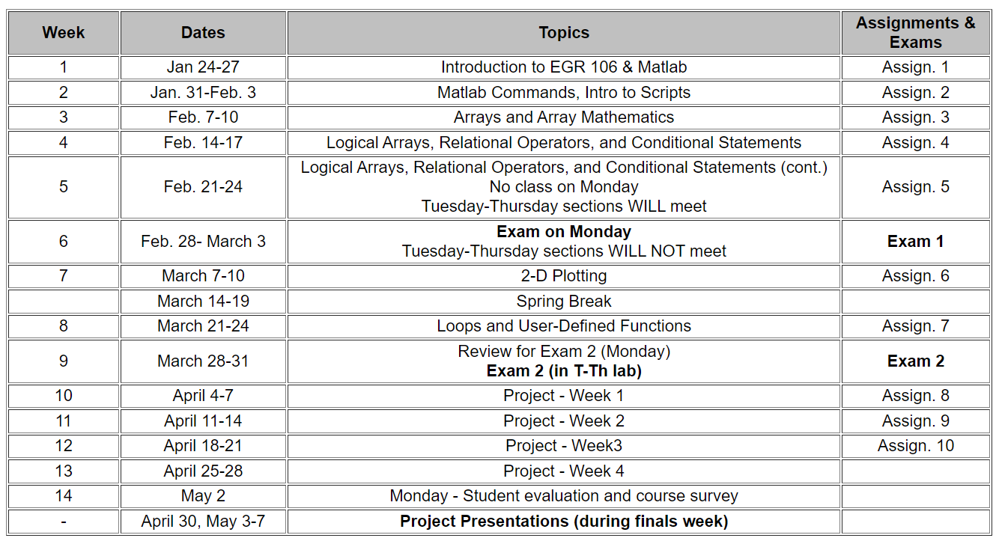 Week Dates Topics Assignments &
Exams
1 Jan 24-27 Introduction to EGR 106 & Matlab Assign. 1
2 Jan. 31-Feb. 3 Matlab Commands, Intro to Scripts Assign. 2
3 Feb. 7-10 Arrays and Array Mathematics Assign. 3
4 Feb. 14-17 Logical Arrays, Relational Operators, and Conditional Statements Assign. 4
5 Feb. 21-24 Logical Arrays, Relational Operators, and Conditional Statements (cont.)
No class on Monday
Tuesday-Thursday sections WILL meet
Assign. 5
6 Feb. 28- March 3 Exam on Monday
Tuesday-Thursday sections WILL NOT meet
Exam 1
7 March 7-10 2-D Plotting Assign. 6
March 14-19 Spring Break
8 March 21-24 Loops and User-Defined Functions Assign. 7
9 March 28-31 Review for Exam 2 (Monday)
Exam 2 (in T-Th lab)
Exam 2
10 April 4-7 Project - Week 1 Assign. 8
11 April 11-14 Project - Week 2 Assign. 9
12 April 18-21 Project - Week3 Assign. 10
13 April 25-28 Project - Week 4
14 May 2 Monday - Student evaluation and course survey
- April 30, May 3-7 Project Presentations (during finals week)